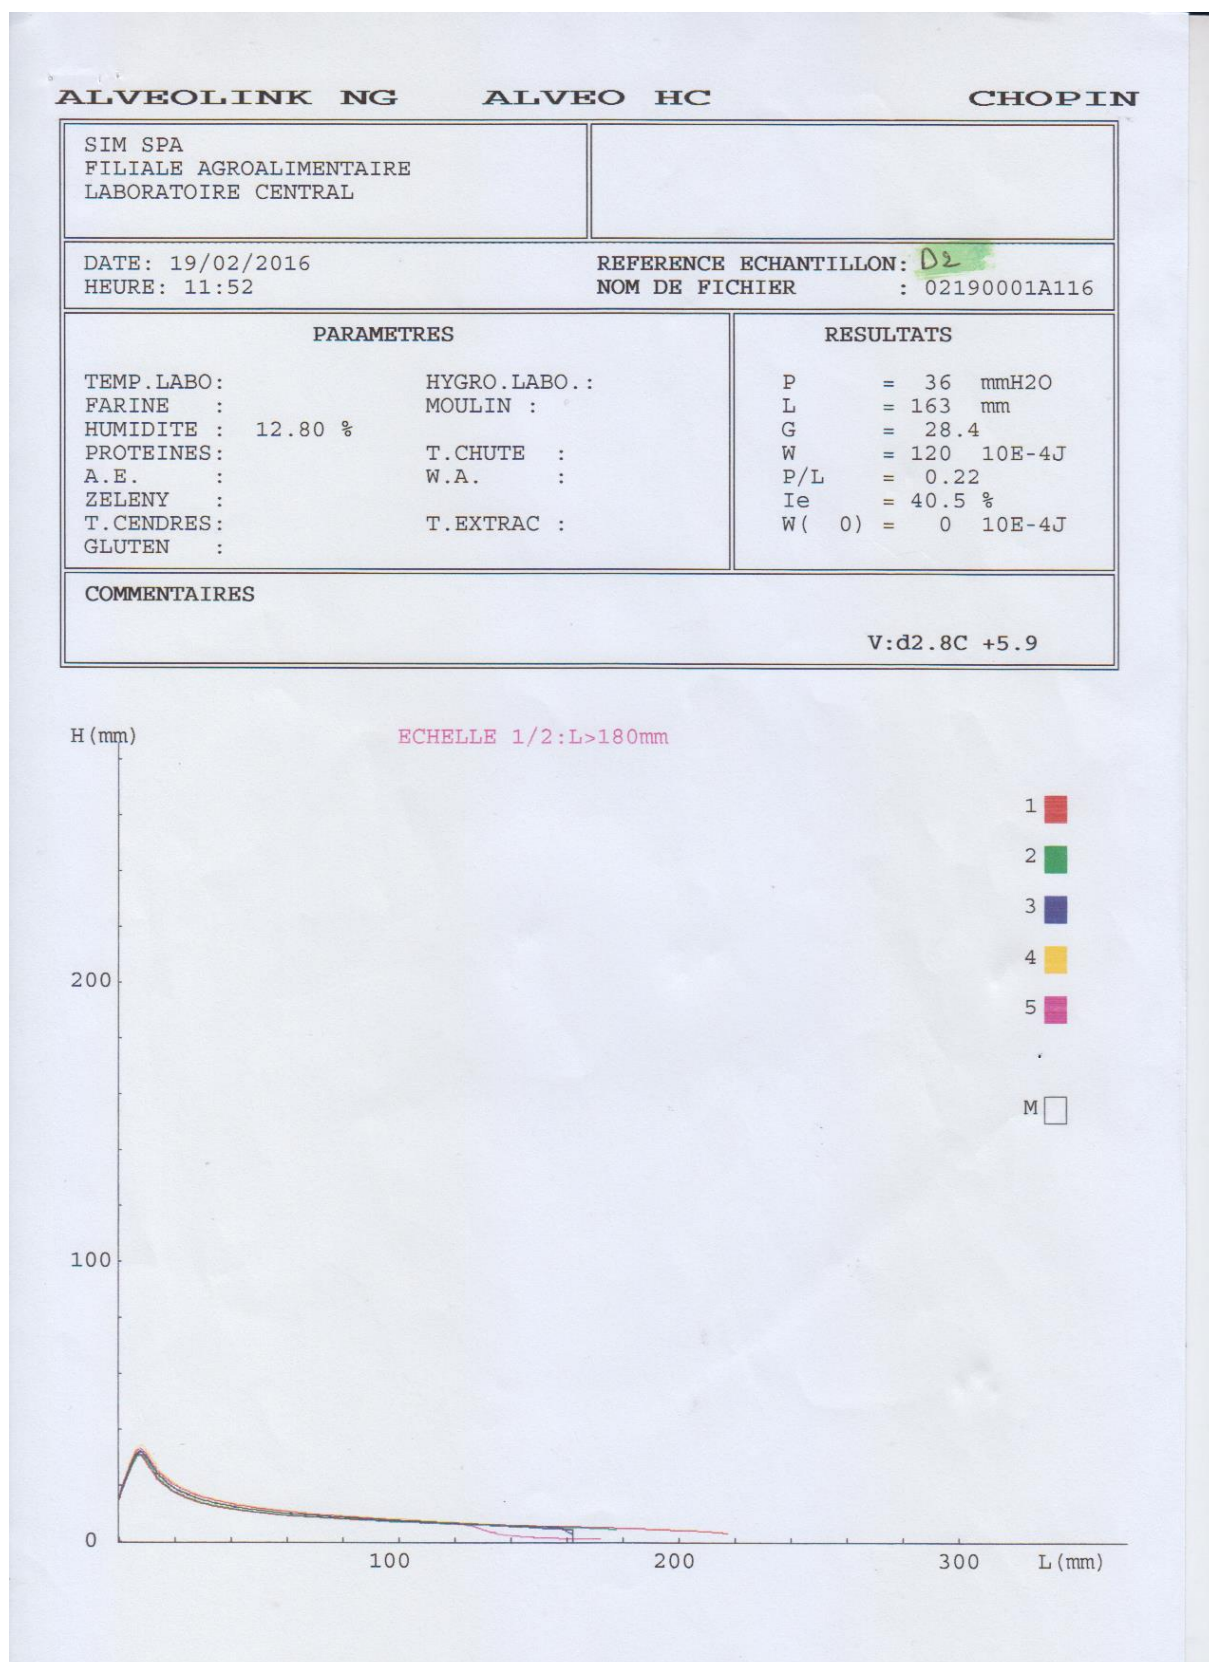 ALVEOLINK NG ALVEO HC CHOPIN
SIM SPA
FILIALE AGROALIMENTAIRE
LABORATOIRE CENTRAL
DATE: 19/02/2016 REFERENCE ECHANTILLON: D2
HEURE: 11:52 NOM DE FICHIER : 02190001A116
PARAMETRES RESULTATS
TEMP.LABO: HYGRO.LABO.: P = 36 mmH2O
FARINE : MOULIN : L = 163 mm
HUMIDITE : 12.80 % G = 28.4
PROTEINES: T.CHUTE : W = 120 10E-4J
A.E. : W.A. : P/L = 0.22
ZELENY : Ie = 40.5 %
T.CENDRES: T.EXTRAC : W( 0) = 0 10E-4J
GLUTEN :
COMMENTAIRES
V:d2.8C +5.9
H(mm) ECHELLE 1/2:L>180mm
1
2
3
4
200
5
M
100
0
100 200 300 L(mm)